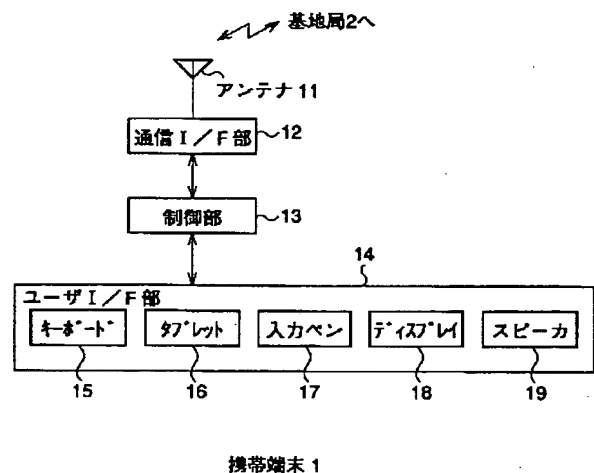 基地局2へ
アンテナ 11
通信Ⅰ/F部 12
制御部 13
14
ユーザⅠ/F部
ｷｰﾎﾞｰﾄﾞ ﾀﾌﾞﾚｯﾄ 入力ペン ﾃﾞｨｽﾌﾟﾚｲ スピーカ
15 16 17 18 19
携帯端末 1